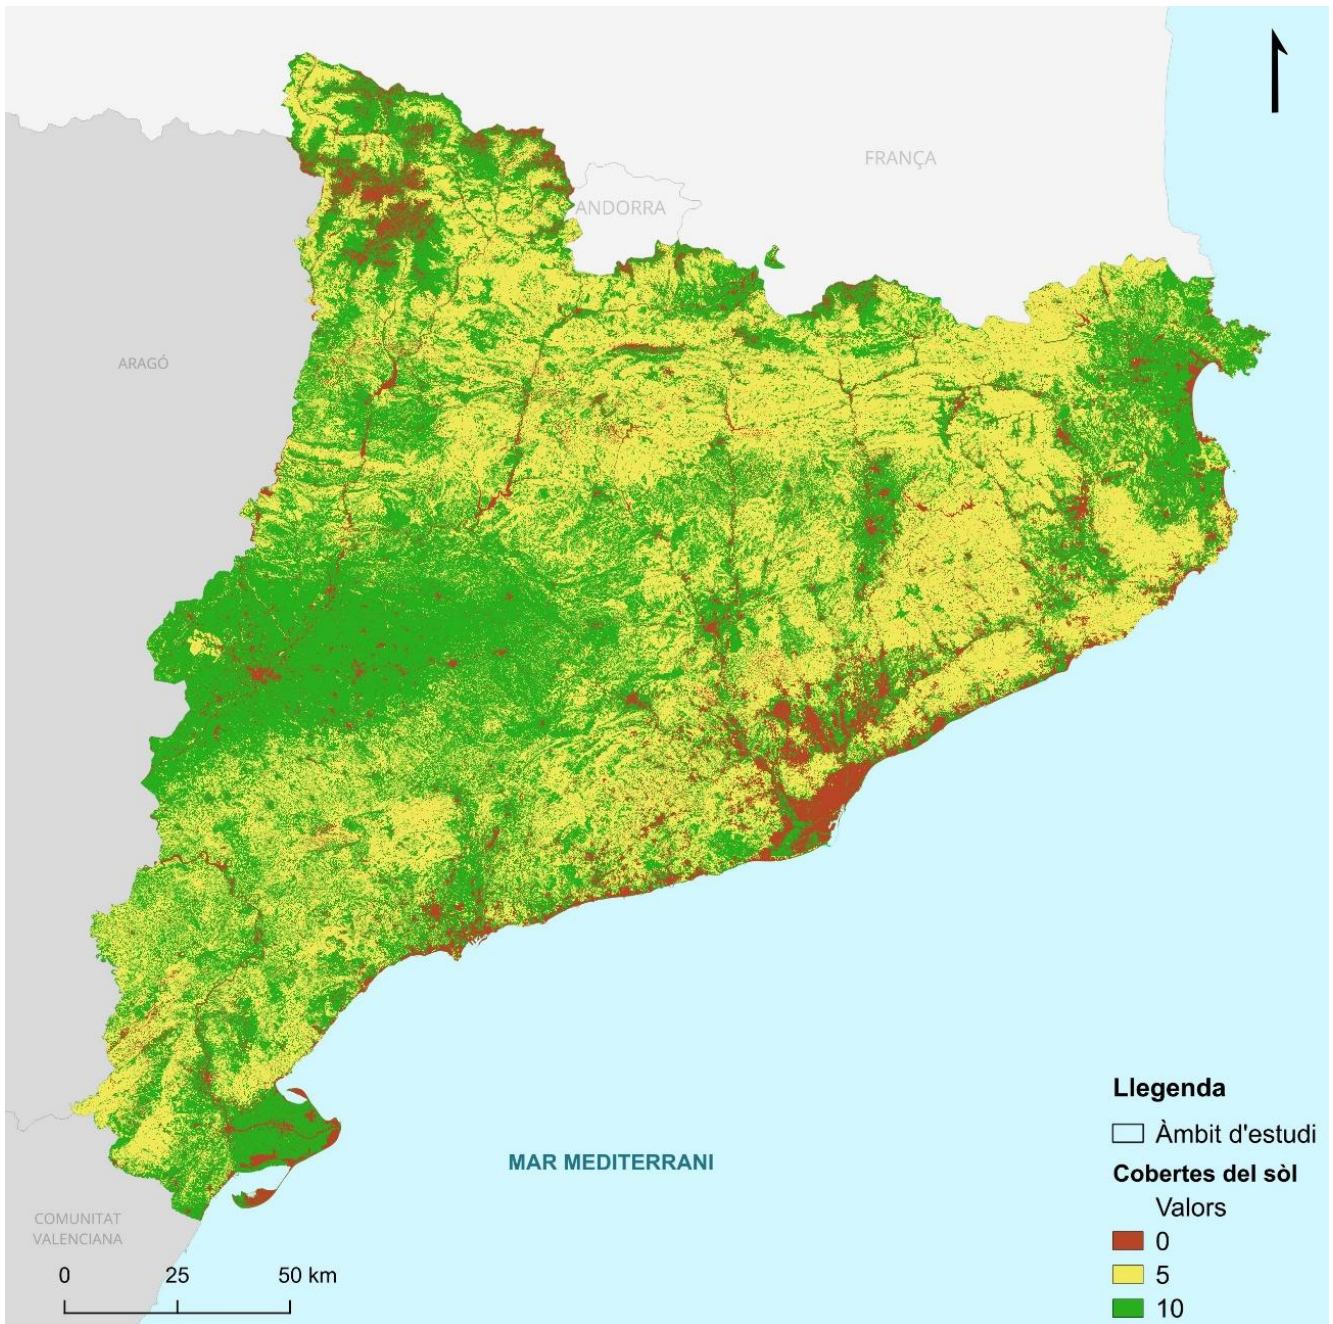 FRANÇA
ANDORRA
ARAGÓ
MAR MEDITERRANI
COMUNITAT
VALENCIANA
0 25 50 km
Llegenda
Àmbit d'estudi
Cobertes del sòl
Valors
0
5
10